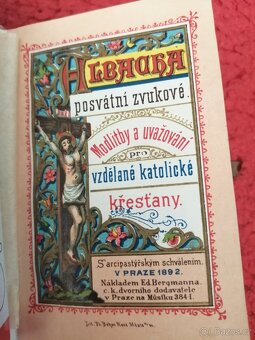 Albacha
posvátní zvukové.
Modlitby a uvažování
pro
vzdělané katolické
křesťany.
S arcipastýřským schválením.
V PRAZE 1892.
Nákladem Ed. Bergmanna.
c. k. dvorního dodavatele
v Praze na Můstku 384-I.